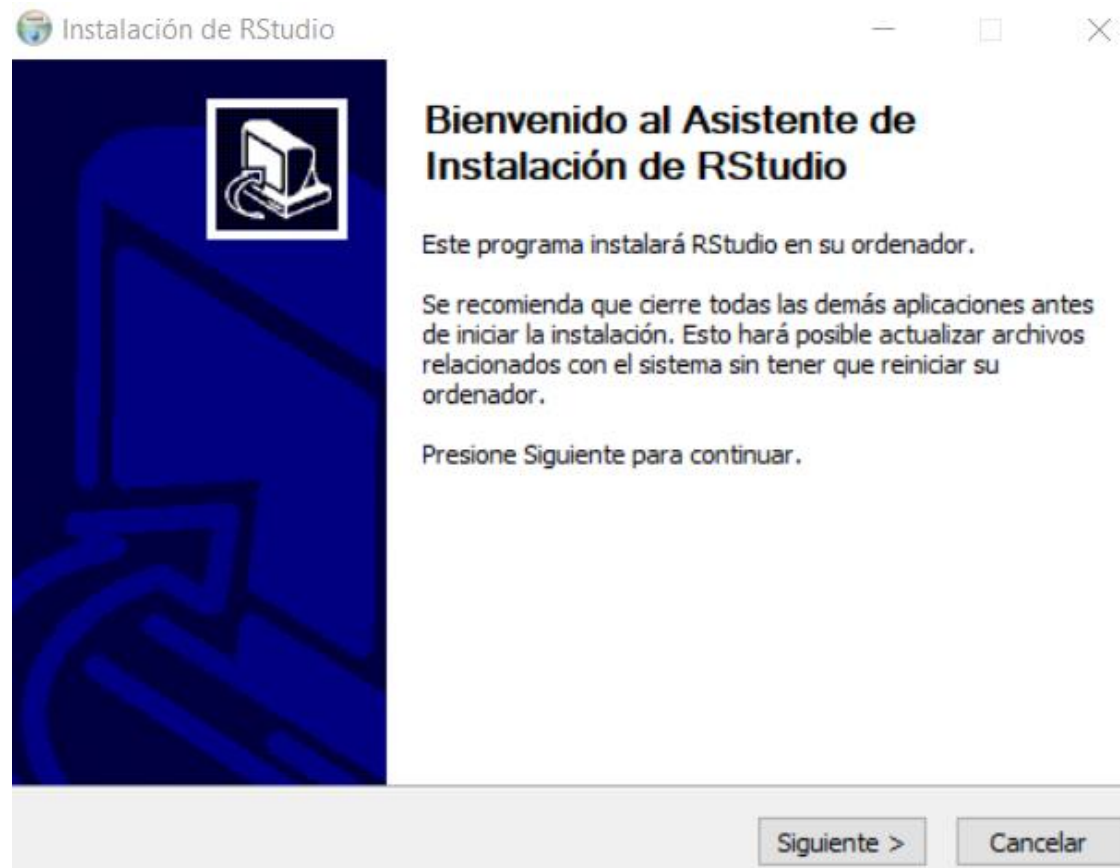 Instalación de RStudio
Bienvenido al Asistente de
Instalación de RStudio
Este programa instalará RStudio en su ordenador.
Se recomienda que cierre todas las demás aplicaciones antes
de iniciar la instalación. Esto hará posible actualizar archivos
relacionados con el sistema sin tener que reiniciar su
ordenador.
Presione Siguiente para continuar.
Siguiente >
Cancelar